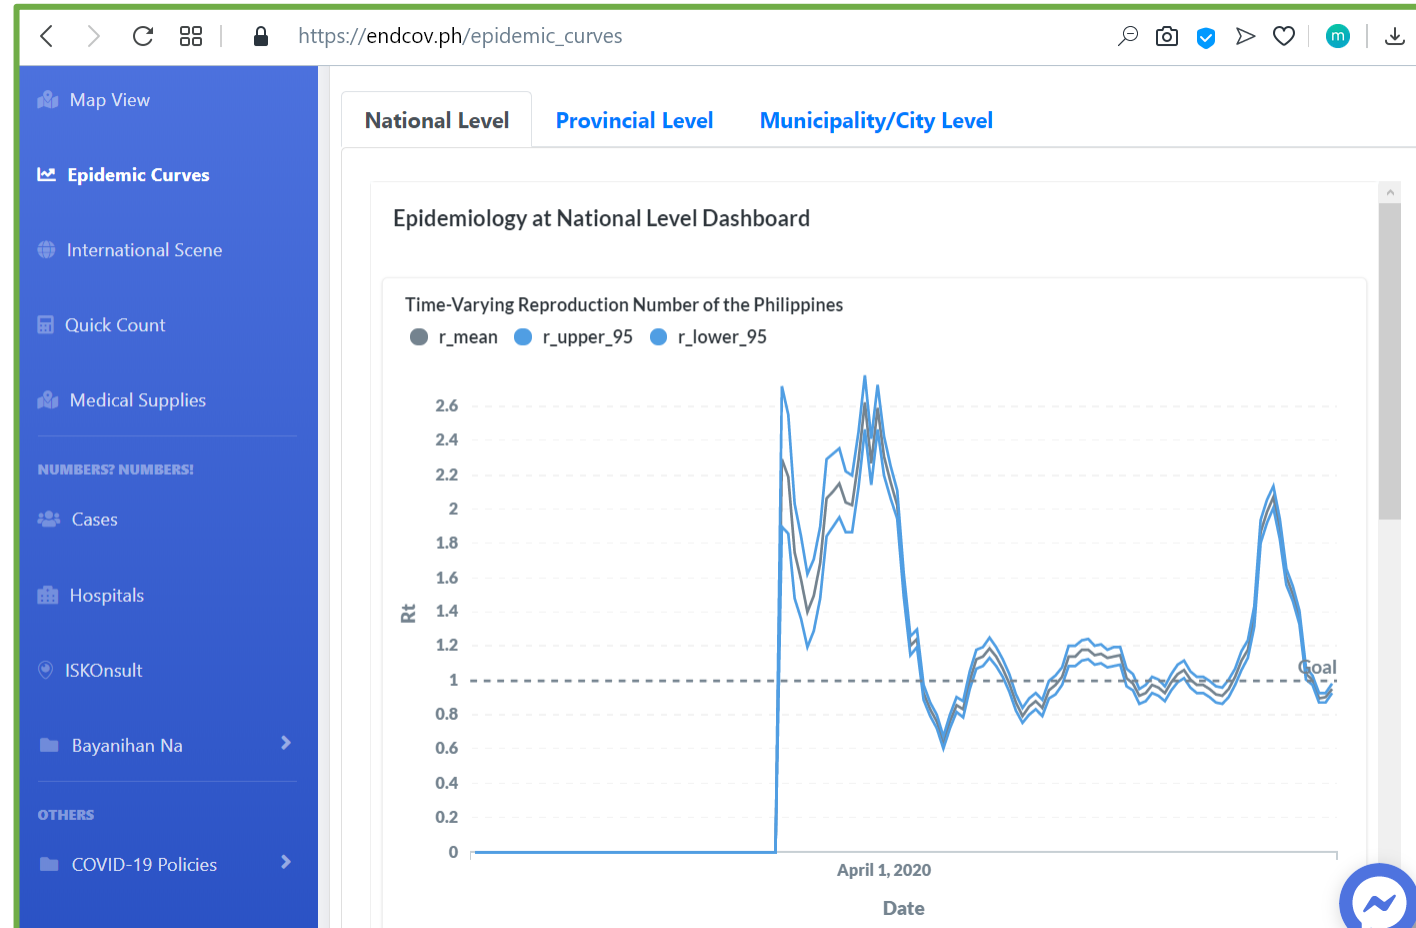 https://endcov.ph/epidemic_curves
m
Map View
Epidemic Curves
International Scene
Quick Count
Medical Supplies
NUMBERS? NUMBERS!
Cases
Hospitals
ISKOnsult
Bayanihan Na
OTHERS
COVID-19 Policies
National Level Provincial Level Municipality/City Level
Epidemiology at National Level Dashboard
Time-Varying Reproduction Number of the Philippines
r_mean r_upper_95 r_lower_95
2.6
2.4
2.2
2
1.8
1.6
1.4
1.2
1
0.8
0.6
0.4
0.2
0
Rt
Goal
April 1, 2020
Date